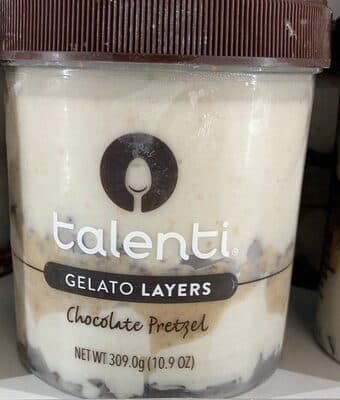 talenti®
GELATO LAYERS
Chocolate Pretzel
NET WT 309.0g (10.9 OZ)